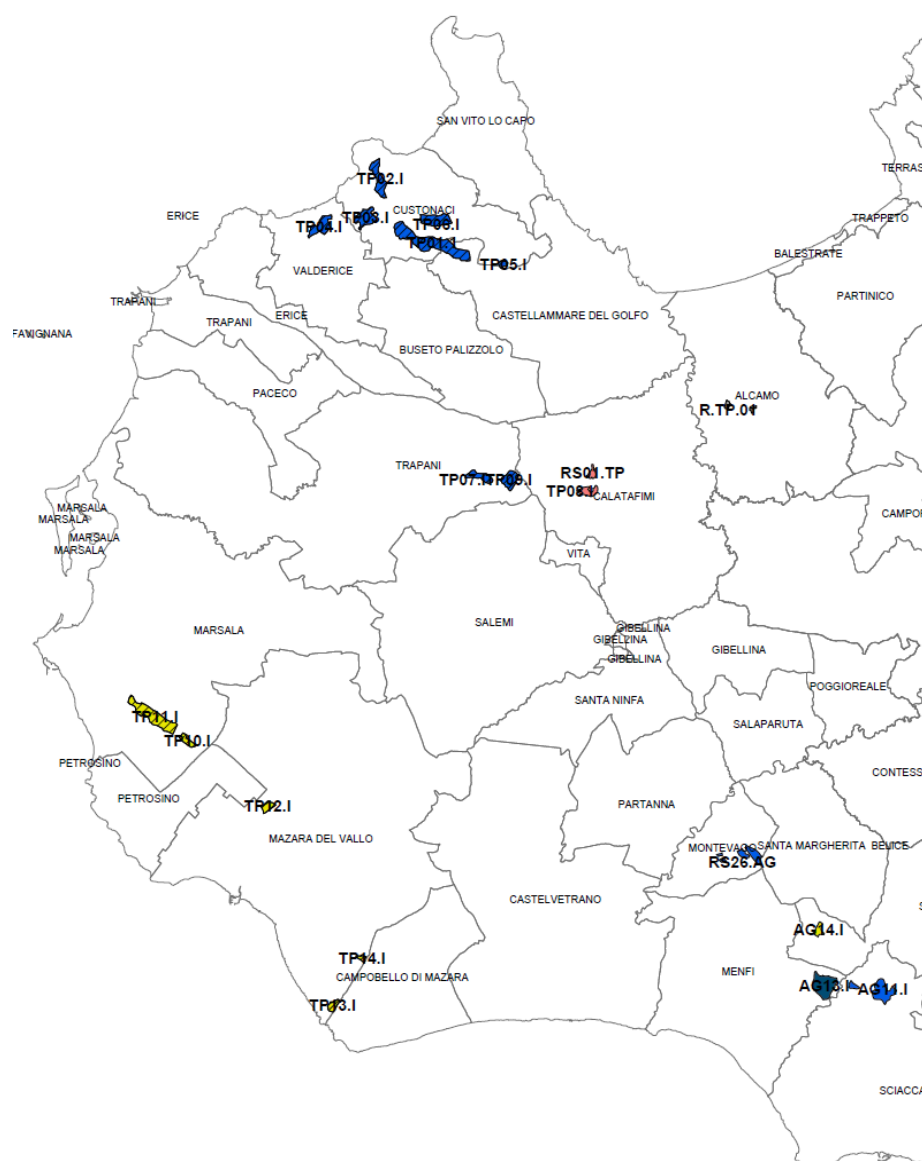 SAN VITO LO CAPO
TERRAS
TP02.I
CUSTONACI
ERICE
TP03.I
TP04.I
TP06.I
TRAPPETO
TP01.I
BALESTRATE
TP05.I
VALDERICE
PARTINICO
TRAPANI
ERICE
CASTELLAMMARE DEL GOLFO
TRAPANI
FAVIGNANA
BUSETO PALIZZOLO
PACECO
ALCAMO
R.TP.01
TRAPANI
RS01.TP
TP07.I
TP09.I
TP08.I
CALATAFIMI
MARSALA
MARSALA
CAMPOR
MARSALA
MARSALA
VITA
SALEMI
MARSALA
GIBELLINA
GIBELLINA
GIBELLINA
GIBELLINA
POGGIOREALE
SANTA NINFA
TP11.I
SALAPARUTA
TP10.I
PETROSINO
CONTESS
PETROSINO
TP12.I
PARTANNA
MAZARA DEL VALLO
MONTEVAGO
SANTA MARGHERITA BELICE
RS26.AG
CASTELVETRANO
AG14.I
TP14.I
MENFI
CAMPOBELLO DI MAZARA
AG13.I
AG11.I
TP13.I
SCIACCA